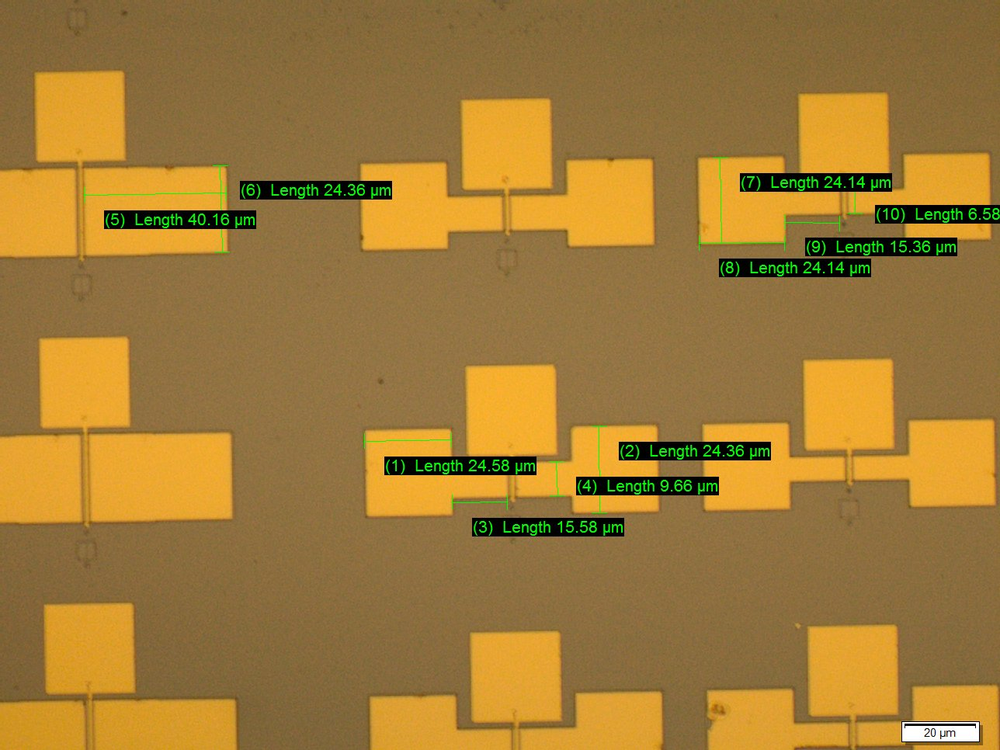 (6) Length 24.36 µm
(5) Length 40.16 µm
(7) Length 24.14 µm
(10) Length 6.58
(9) Length 15.36 µm
(8) Length 24.14 µm
(2) Length 24.36 µm
(1) Length 24.58 µm
(4) Length 9.66 µm
(3) Length 15.58 µm
20 µm